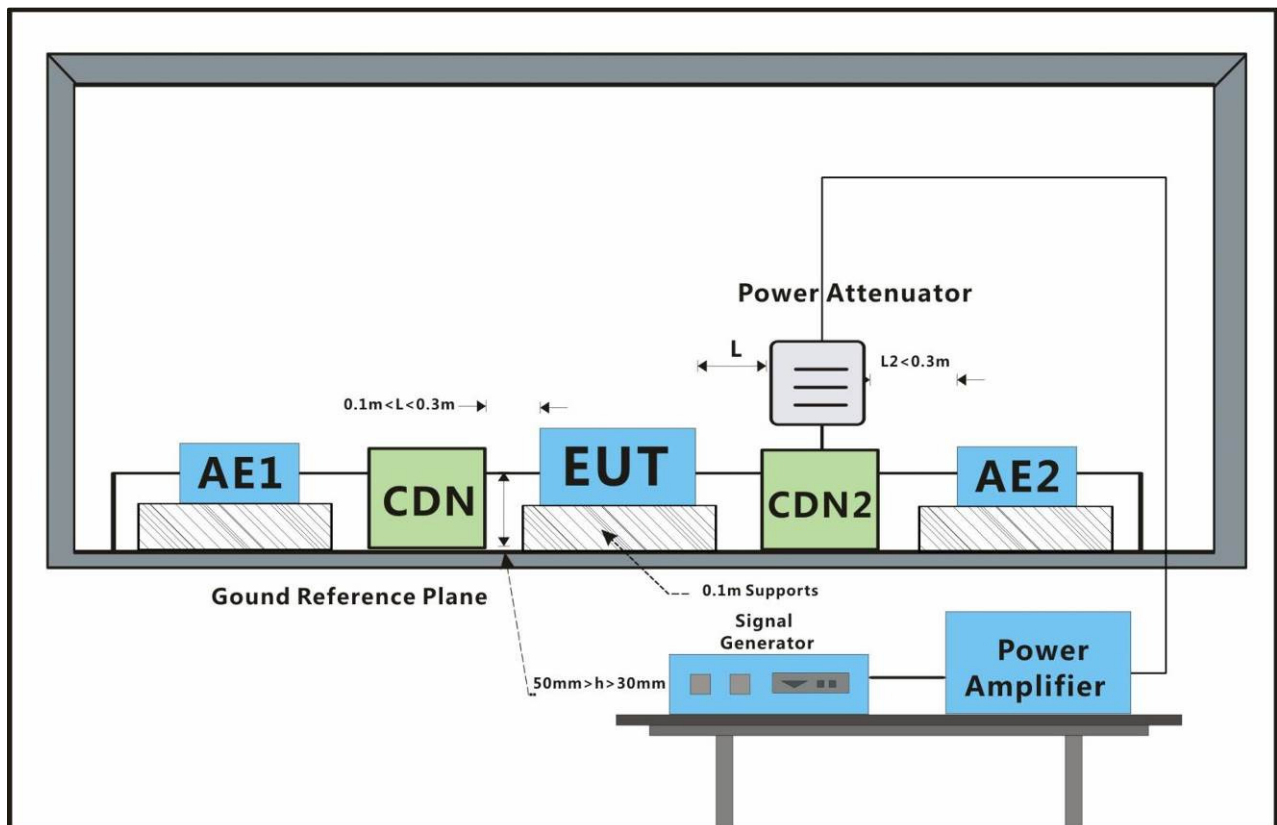 Power Attenuator
L
L2<0.3m
0.1m<L<0.3m
AE1
CDN
EUT
CDN2
AE2
Gound Reference Plane
0.1m Supports
Signal
Generator
50mm>h>30mm
Power
Amplifier